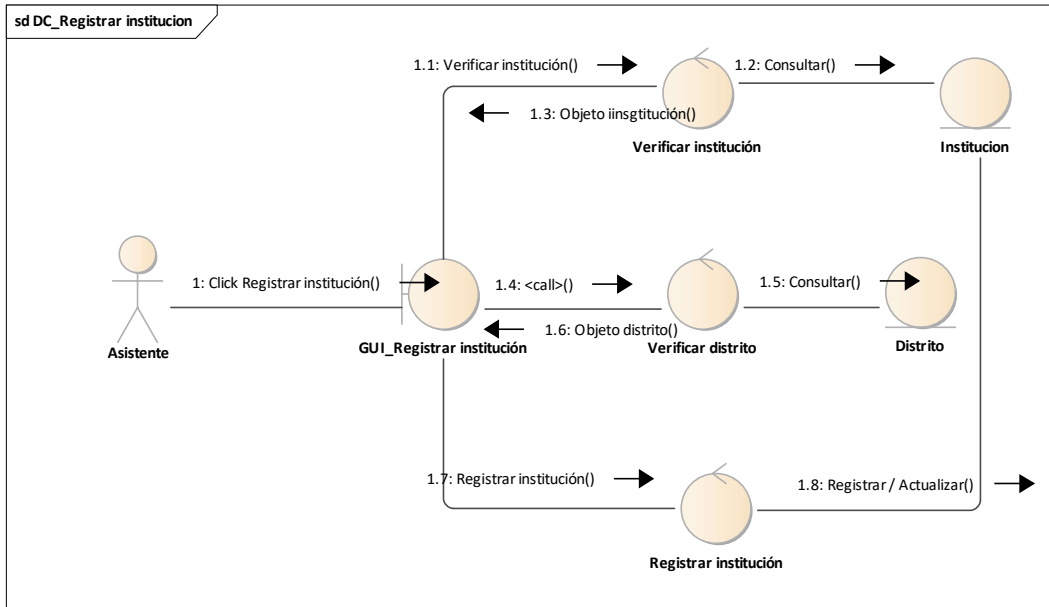 sd DC_Registrar institucion
1.1: Verificar institución()
1.2: Consultar()
1.3: Objeto iinsgtitución()
Verificar institución
Institucion
1: Click Registrar institución()
1.4: <call>()
1.5: Consultar()
1.6: Objeto distrito()
Asistente
GUI_Registrar institución
Verificar distrito
Distrito
1.7: Registrar institución()
1.8: Registrar / Actualizar()
Registrar institución